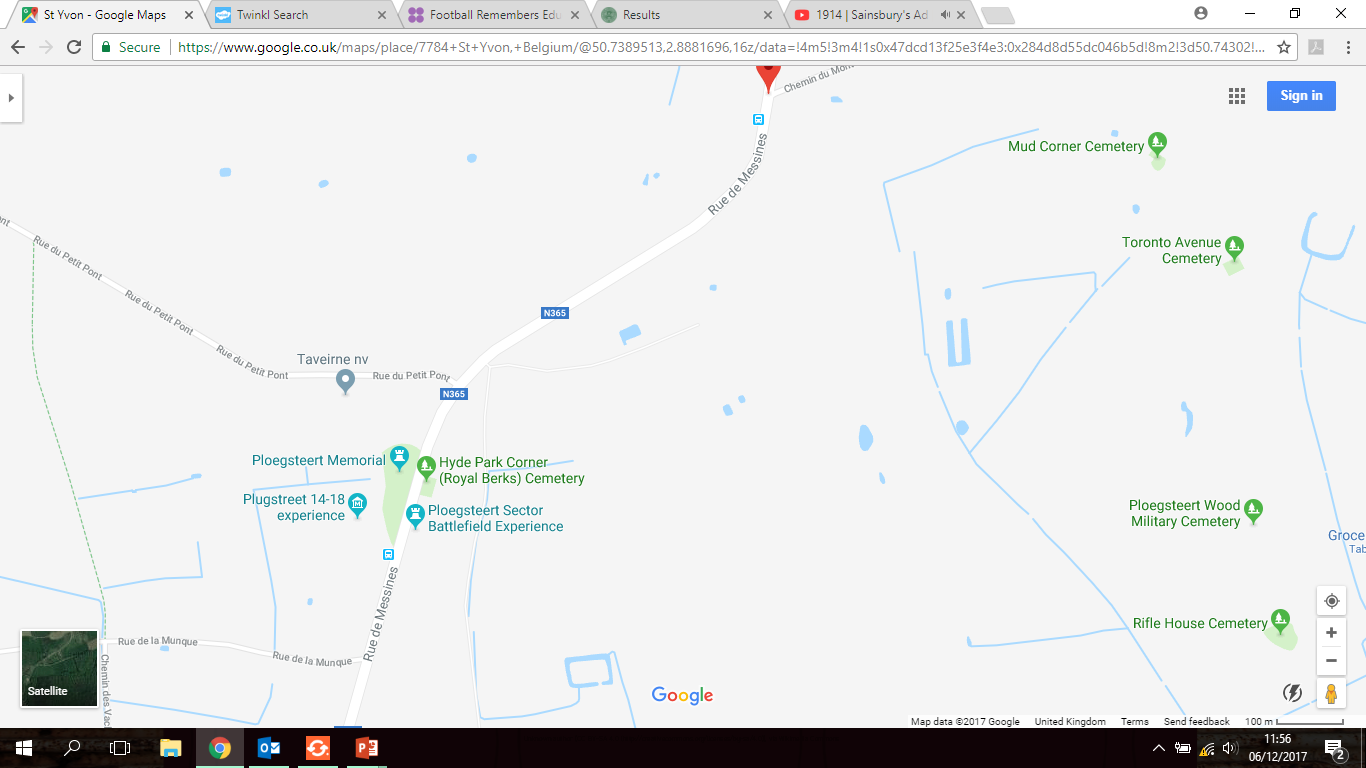 St Yvon - Google Maps
Twinkl Search
Football Remembers Edu
Results
1914 | Sainsbury's Ad
Secure
https://www.google.co.uk/maps/place/7784+St+Yvon,+Belgium/@50.7389513,2.8881696,16z/data=!4m5!3m4!1s0x47dcd13f25e3f4e3:0x284d8d55dc046b5d!8m2!3d50.74302!...
Sign in
Chemin du Mon
Rue de Messines
Mud Corner Cemetery
Toronto Avenue
Cemetery
Rue du Petit Pont
Rue du Petit Pont
Rue du Petit Pont
Rue du Petit Pont
N365
Taveirne nv
N365
Ploegsteert Memorial
Hyde Park Corner
(Royal Berks) Cemetery
Plugstreet 14-18
experience
Ploegsteert Sector
Battlefield Experience
Ploegsteert Wood
Military Cemetery
Groce
Tab
Rifle House Cemetery
Rue de Messines
Rue de la Munque
Rue de la Munque
Chemin des Vach
Satellite
Google
Map data ©2017 Google
United Kingdom
Terms
Send feedback
100 m
11:56
06/12/2017
2